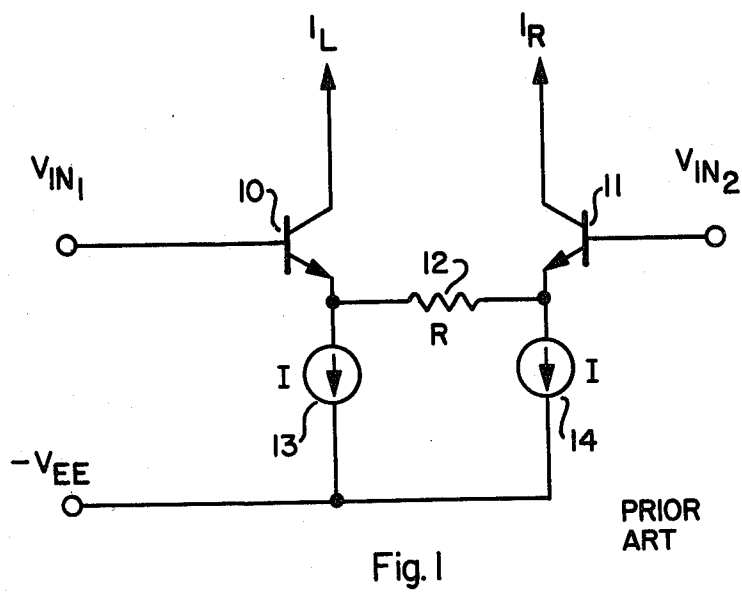 I_L
I_R
V_IN1
V_IN2
10
11
12
R
I
I
13
14
-V_EE
PRIOR
ART
Fig.1